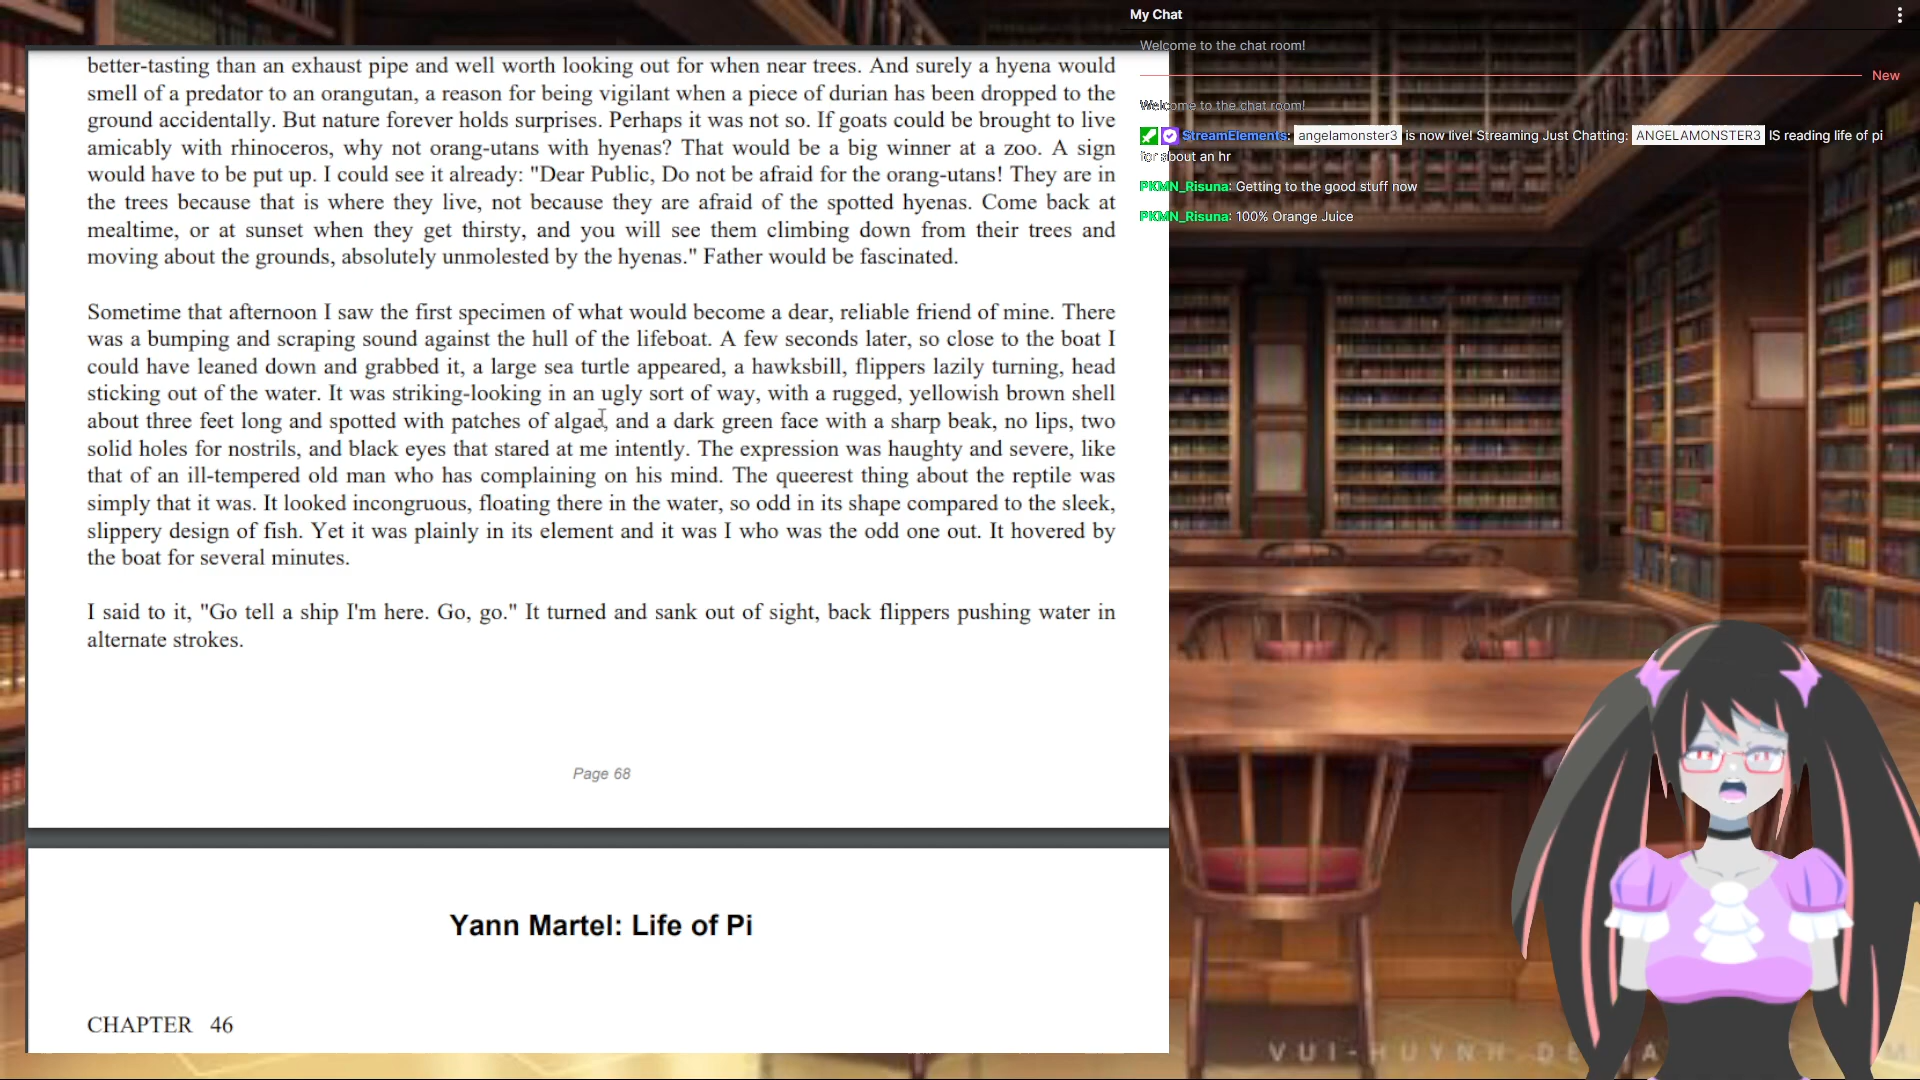 My Chat
Welcome to the chat room!
New
Welcome to the chat room!
StreamElements: angelamonster3 is now live! Streaming Just Chatting: ANGELAMONSTER3 IS reading life of pi
for about an hr
PKMN_Risuna: Getting to the good stuff now
PKMN_Risuna: 100% Orange Juice
better-tasting than an exhaust pipe and well worth looking out for when near trees. And surely a hyena would
smell of a predator to an orangutan, a reason for being vigilant when a piece of durian has been dropped to the
ground accidentally. But nature forever holds surprises. Perhaps it was not so. If goats could be brought to live
amicably with rhinoceros, why not orang-utans with hyenas? That would be a big winner at a zoo. A sign
would have to be put up. I could see it already: "Dear Public, Do not be afraid for the orang-utans! They are in
the trees because that is where they live, not because they are afraid of the spotted hyenas. Come back at
mealtime, or at sunset when they get thirsty, and you will see them climbing down from their trees and
moving about the grounds, absolutely unmolested by the hyenas." Father would be fascinated.
Sometime that afternoon I saw the first specimen of what would become a dear, reliable friend of mine. There
was a bumping and scraping sound against the hull of the lifeboat. A few seconds later, so close to the boat I
could have leaned down and grabbed it, a large sea turtle appeared, a hawksbill, flippers lazily turning, head
sticking out of the water. It was striking-looking in an ugly sort of way, with a rugged, yellowish brown shell
about three feet long and spotted with patches of algae, and a dark green face with a sharp beak, no lips, two
solid holes for nostrils, and black eyes that stared at me intently. The expression was haughty and severe, like
that of an ill-tempered old man who has complaining on his mind. The queerest thing about the reptile was
simply that it was. It looked incongruous, floating there in the water, so odd in its shape compared to the sleek,
slippery design of fish. Yet it was plainly in its element and it was I who was the odd one out. It hovered by
the boat for several minutes.
I said to it, "Go tell a ship I'm here. Go, go." It turned and sank out of sight, back flippers pushing water in
alternate strokes.
Page 68
Yann Martel: Life of Pi
CHAPTER 46
VUI-HUYNH